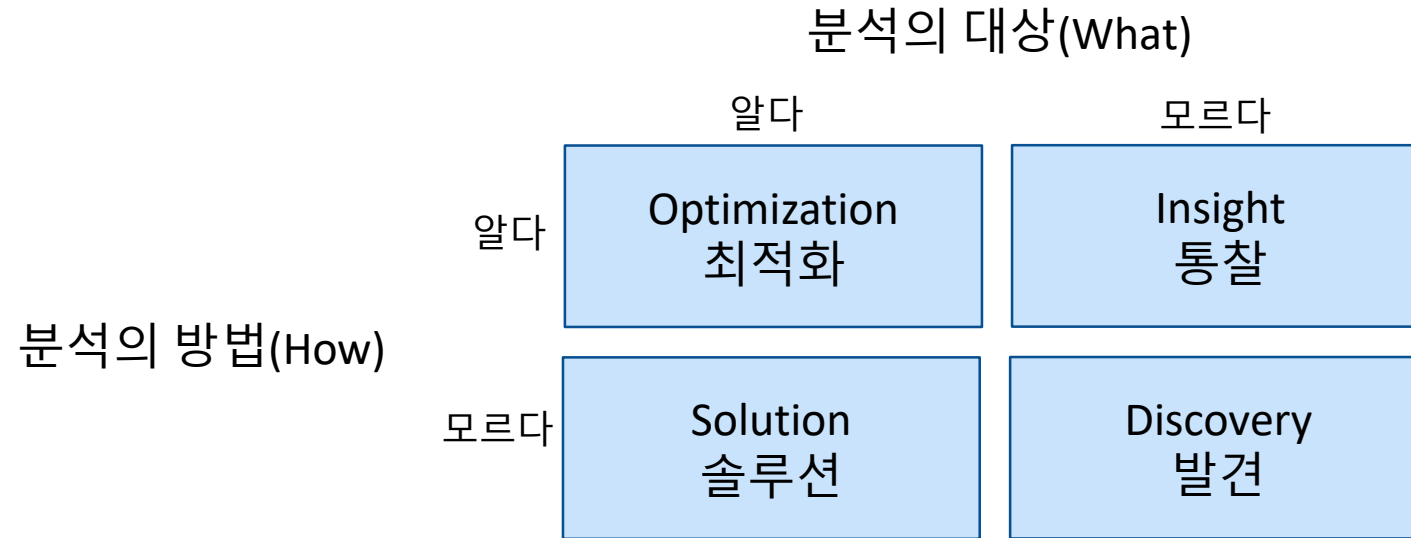 분석의 대상(What)
알다
모르다
알다
Optimization
최적화
Insight
통찰
분석의 방법(How)
모르다
Solution
솔루션
Discovery
발견